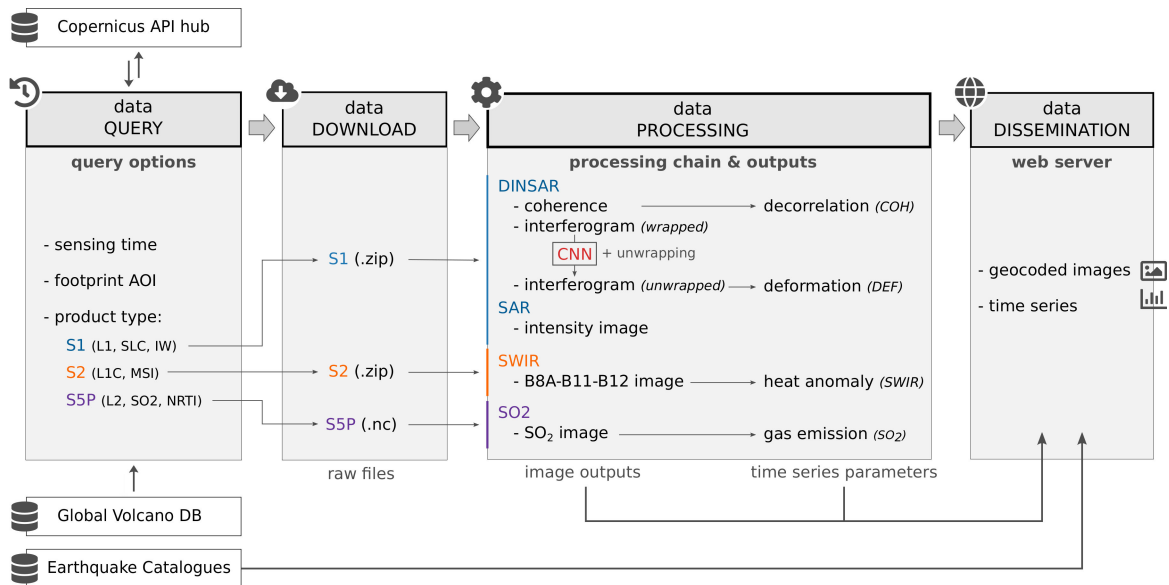 Copernicus API hub
data
QUERY
query options
- sensing time
- footprint AOI
- product type:
S1 (L1, SLC, IW)
S2 (L1C, MSI)
S5P (L2, SO2, NRTI)
Global Volcano DB
Earthquake Catalogues
data
DOWNLOAD
S1 (.zip)
S2 (.zip)
S5P (.nc)
raw files
data
PROCESSING
processing chain & outputs
DINSAR
- coherence decorrelation (COH)
- interferogram (wrapped)
CNN + unwrapping
- interferogram (unwrapped) deformation (DEF)
SAR
- intensity image
SWIR
- B8A-B11-B12 image heat anomaly (SWIR)
SO2
- SO₂ image gas emission (SO₂)
image outputs time series parameters
data
DISSEMINATION
web server
- geocoded images
- time series